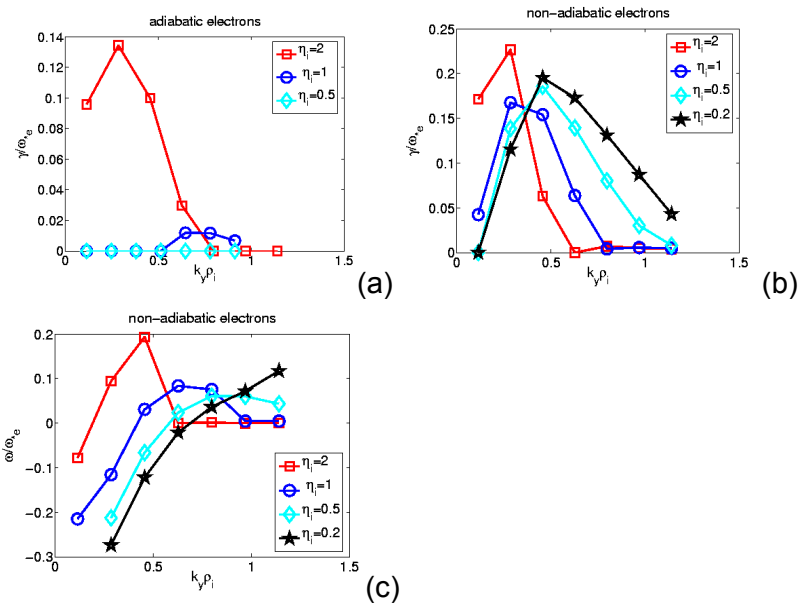 adiabatic electrons
γ/ω*e
0.14
0.12
0.1
0.08
0.06
0.04
0.02
0
0
0.5
1
1.5
kyρi
ηi=2
ηi=1
ηi=0.5
(a)
non−adiabatic electrons
γ/ω*e
0.25
0.2
0.15
0.1
0.05
0
0
0.5
1
1.5
kyρi
ηi=2
ηi=1
ηi=0.5
ηi=0.2
(b)
non−adiabatic electrons
ω/ω*e
0.2
0.1
0
−0.1
−0.2
−0.3
0
0.5
1
1.5
kyρi
ηi=2
ηi=1
ηi=0.5
ηi=0.2
(c)